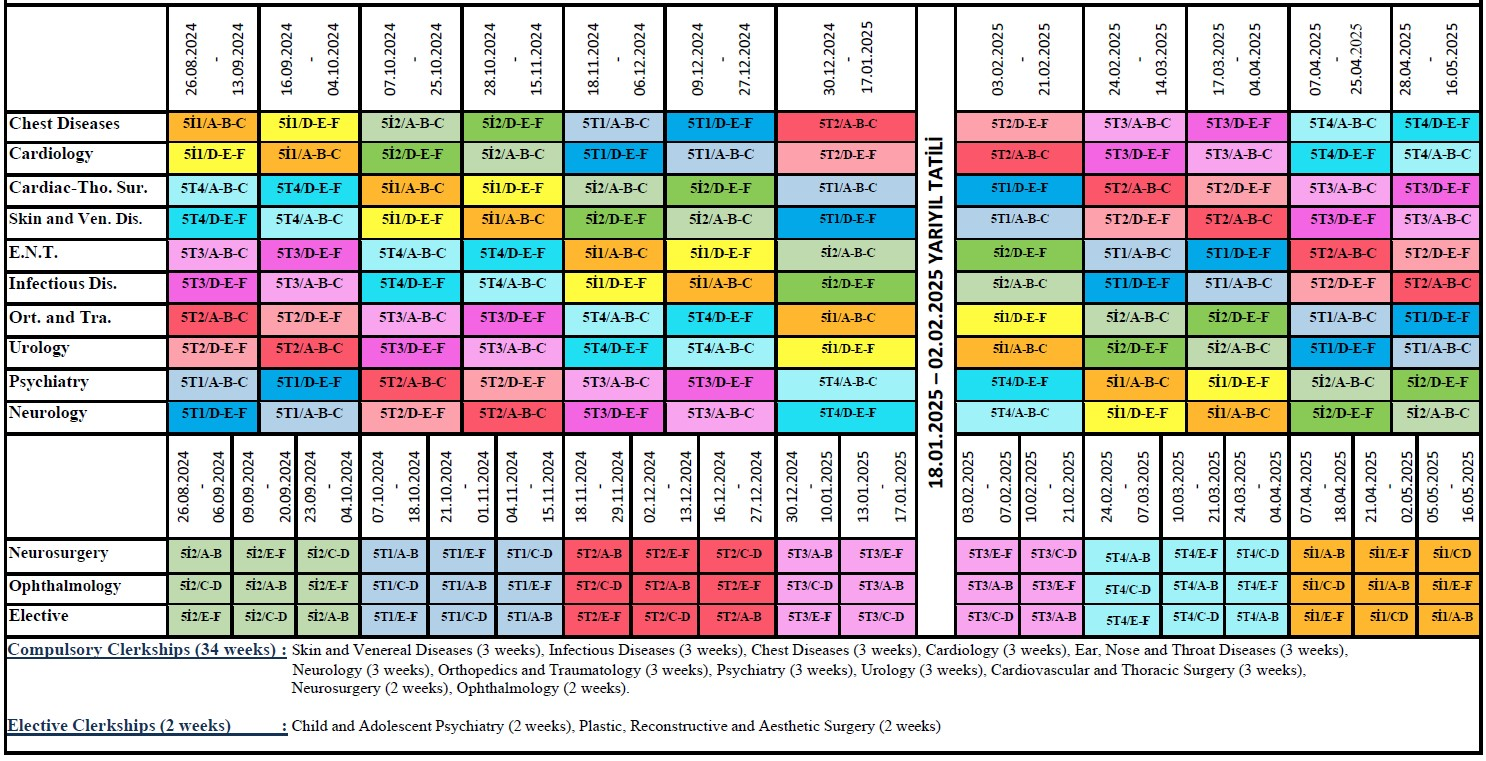 26.08.2024 - 13.09.2024 16.09.2024 - 04.10.2024 07.10.2024 - 25.10.2024 28.10.2024 - 15.11.2024 18.11.2024 - 06.12.2024 09.12.2024 - 27.12.2024 30.12.2024 - 17.01.2025 18.01.2025 – 02.02.2025 YARIYIL TATİLİ 03.02.2025 - 21.02.2025 24.02.2025 - 14.03.2025 17.03.2025 - 04.04.2025 07.04.2025 - 25.04.2025 28.04.2025 - 16.05.2025
Chest Diseases 5İ1/A-B-C 5İ1/D-E-F 5İ2/A-B-C 5İ2/D-E-F 5T1/A-B-C 5T1/D-E-F 5T2/A-B-C 5T2/D-E-F 5T3/A-B-C 5T3/D-E-F 5T4/A-B-C 5T4/D-E-F
Cardiology 5İ1/D-E-F 5İ1/A-B-C 5İ2/D-E-F 5İ2/A-B-C 5T1/D-E-F 5T1/A-B-C 5T2/D-E-F 5T2/A-B-C 5T3/D-E-F 5T3/A-B-C 5T4/D-E-F 5T4/A-B-C
Cardiac-Tho. Sur. 5T4/A-B-C 5T4/D-E-F 5İ1/A-B-C 5İ1/D-E-F 5İ2/A-B-C 5İ2/D-E-F 5T1/A-B-C 5T1/D-E-F 5T2/A-B-C 5T2/D-E-F 5T3/A-B-C 5T3/D-E-F
Skin and Ven. Dis. 5T4/D-E-F 5T4/A-B-C 5İ1/D-E-F 5İ1/A-B-C 5İ2/D-E-F 5İ2/A-B-C 5T1/D-E-F 5T1/A-B-C 5T2/D-E-F 5T2/A-B-C 5T3/D-E-F 5T3/A-B-C
E.N.T. 5T3/A-B-C 5T3/D-E-F 5T4/A-B-C 5T4/D-E-F 5İ1/A-B-C 5İ1/D-E-F 5İ2/A-B-C 5İ2/D-E-F 5T1/A-B-C 5T1/D-E-F 5T2/A-B-C 5T2/D-E-F
Infectious Dis. 5T3/D-E-F 5T3/A-B-C 5T4/D-E-F 5T4/A-B-C 5İ1/D-E-F 5İ1/A-B-C 5İ2/D-E-F 5İ2/A-B-C 5T1/D-E-F 5T1/A-B-C 5T2/D-E-F 5T2/A-B-C
Ort. and Tra. 5T2/A-B-C 5T2/D-E-F 5T3/A-B-C 5T3/D-E-F 5T4/A-B-C 5T4/D-E-F 5İ1/A-B-C 5İ1/D-E-F 5İ2/A-B-C 5İ2/D-E-F 5T1/A-B-C 5T1/D-E-F
Urology 5T2/D-E-F 5T2/A-B-C 5T3/D-E-F 5T3/A-B-C 5T4/D-E-F 5T4/A-B-C 5İ1/D-E-F 5İ1/A-B-C 5İ2/D-E-F 5İ2/A-B-C 5T1/D-E-F 5T1/A-B-C
Psychiatry 5T1/A-B-C 5T1/D-E-F 5T2/A-B-C 5T2/D-E-F 5T3/A-B-C 5T3/D-E-F 5T4/A-B-C 5T4/D-E-F 5İ1/A-B-C 5İ1/D-E-F 5İ2/A-B-C 5İ2/D-E-F
Neurology 5T1/D-E-F 5T1/A-B-C 5T2/D-E-F 5T2/A-B-C 5T3/D-E-F 5T3/A-B-C 5T4/D-E-F 5T4/A-B-C 5İ1/D-E-F 5İ1/A-B-C 5İ2/D-E-F 5İ2/A-B-C
26.08.2024 - 06.09.2024 09.09.2024 - 20.09.2024 23.09.2024 - 04.10.2024 07.10.2024 - 18.10.2024 21.10.2024 - 01.11.2024 04.11.2024 - 15.11.2024 18.11.2024 - 29.11.2024 02.12.2024 - 13.12.2024 16.12.2024 - 27.12.2024 30.12.2024 - 10.01.2025 13.01.2025 - 17.01.2025 03.02.2025 - 07.02.2025 10.02.2025 - 21.02.2025 24.02.2025 - 07.03.2025 10.03.2025 - 21.03.2025 24.03.2025 - 04.04.2025 07.04.2025 - 18.04.2025 21.04.2025 - 02.05.2025 05.05.2025 - 16.05.2025
Neurosurgery 5İ2/A-B 5İ2/E-F 5İ2/C-D 5T1/A-B 5T1/E-F 5T1/C-D 5T2/A-B 5T2/E-F 5T2/C-D 5T3/A-B 5T3/E-F 5T3/E-F 5T3/C-D 5T4/A-B 5T4/E-F 5T4/C-D 5İ1/A-B 5İ1/E-F 5İ1/CD
Ophthalmology 5İ2/C-D 5İ2/A-B 5İ2/E-F 5T1/C-D 5T1/A-B 5T1/E-F 5T2/C-D 5T2/A-B 5T2/E-F 5T3/C-D 5T3/A-B 5T3/A-B 5T3/E-F 5T4/C-D 5T4/A-B 5T4/E-F 5İ1/C-D 5İ1/A-B 5İ1/E-F
Elective 5İ2/E-F 5İ2/C-D 5İ2/A-B 5T1/E-F 5T1/C-D 5T1/A-B 5T2/E-F 5T2/C-D 5T2/A-B 5T3/E-F 5T3/C-D 5T3/C-D 5T3/A-B 5T4/E-F 5T4/C-D 5T4/A-B 5İ1/E-F 5İ1/CD 5İ1/A-B
Compulsory Clerkships (34 weeks) : Skin and Venereal Diseases (3 weeks), Infectious Diseases (3 weeks), Chest Diseases (3 weeks), Cardiology (3 weeks), Ear, Nose and Throat Diseases (3 weeks),
Neurology (3 weeks), Orthopedics and Traumatology (3 weeks), Psychiatry (3 weeks), Urology (3 weeks), Cardiovascular and Thoracic Surgery (3 weeks),
Neurosurgery (2 weeks), Ophthalmology (2 weeks).
Elective Clerkships (2 weeks) : Child and Adolescent Psychiatry (2 weeks), Plastic, Reconstructive and Aesthetic Surgery (2 weeks)